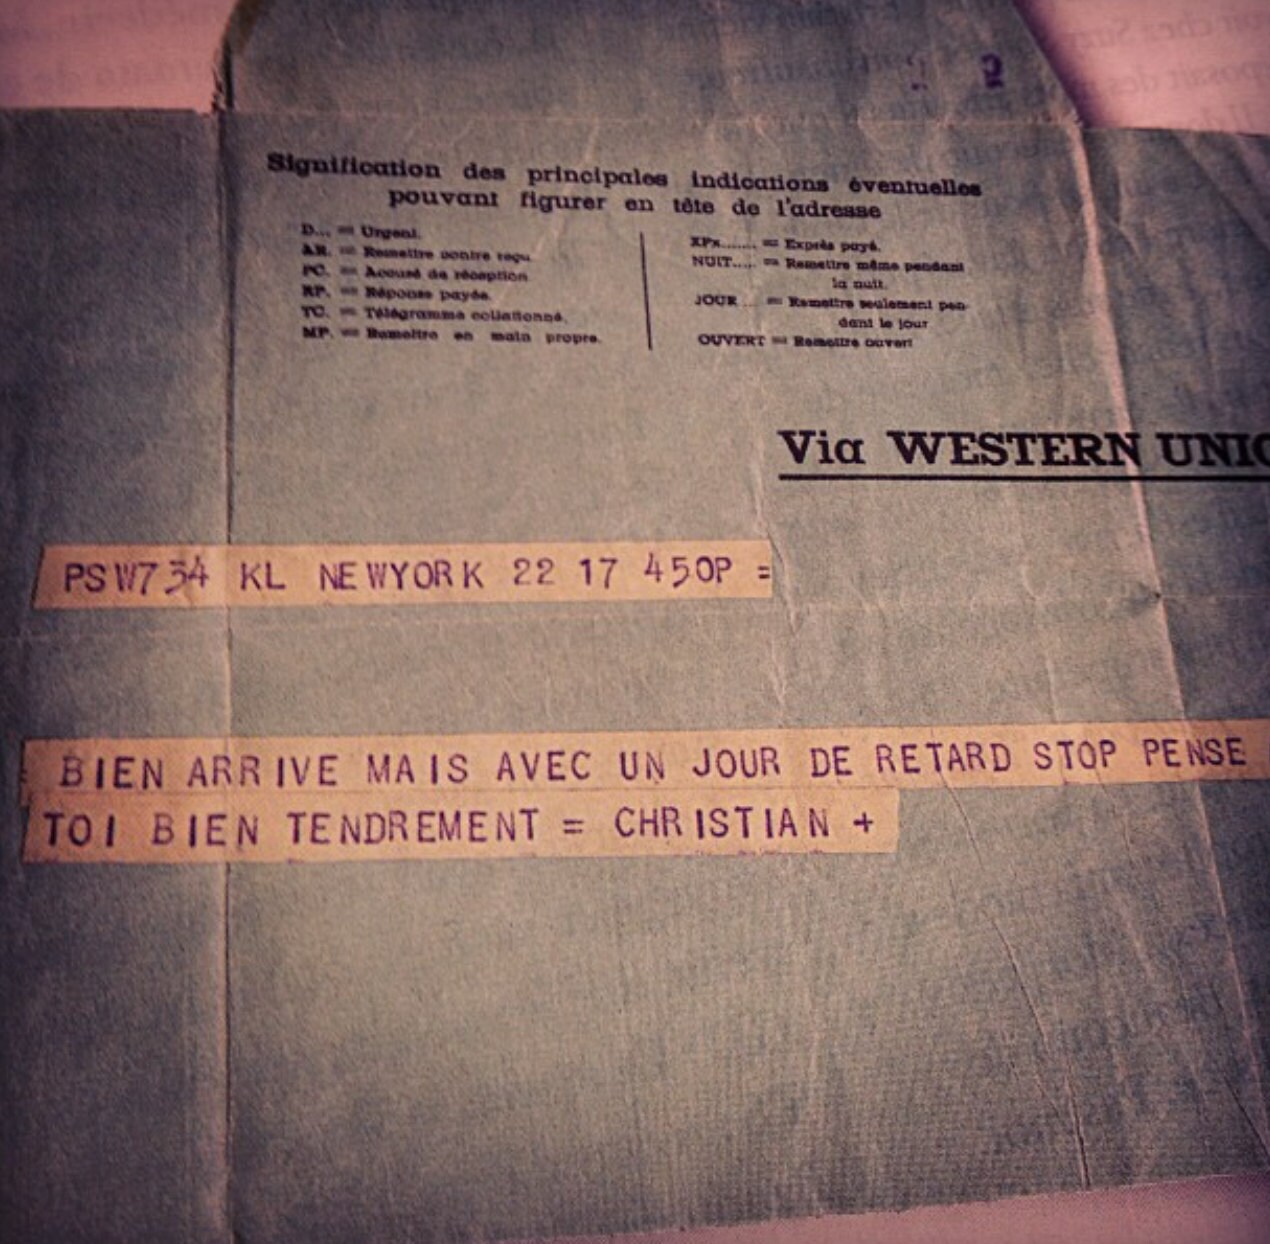 2
Signification des principales indications éventuelles
pouvant figurer en tête de l'adresse
D... = Urgent.
AR. = Remettre contre reçu.
PC. = Accusé de réception.
RP. = Réponse payée.
TC. = Télégramme collationné.
MP. = Remettre en main propre.
XPx....... = Exprès payé.
NUIT..... = Remettre même pendant
la nuit.
JOUR ... = Remettre seulement pen-
dant le jour
OUVERT = Remettre ouvert
Via WESTERN UNIO
PSW734 KL NEWYORK 22 17 450P =
BIEN ARRIVE MAIS AVEC UN JOUR DE RETARD STOP PENSE
TOI BIEN TENDREMENT = CHRISTIAN +